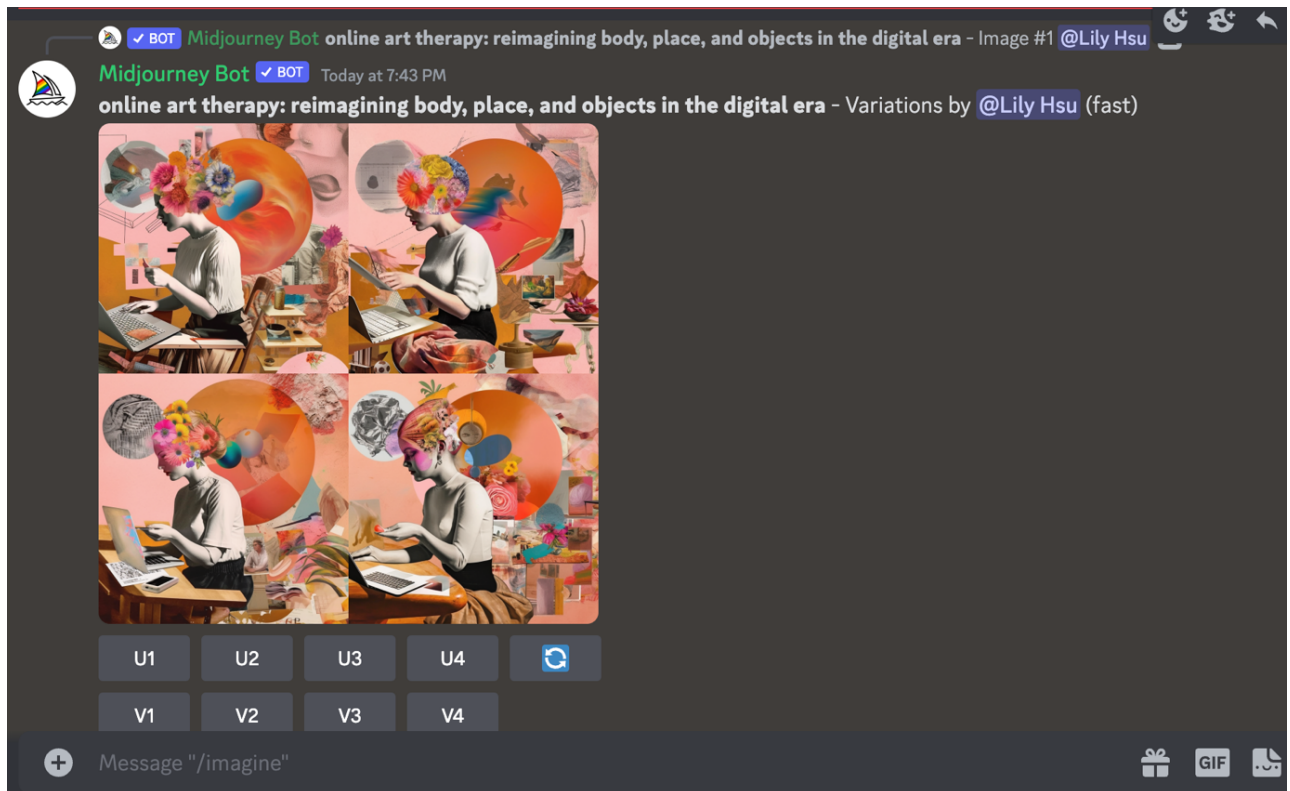 BOT Midjourney Bot online art therapy: reimagining body, place, and objects in the digital era - Image #1 @Lily Hsu
Midjourney Bot BOT Today at 7:43 PM
online art therapy: reimagining body, place, and objects in the digital era - Variations by @Lily Hsu (fast)
U1 U2 U3 U4
V1 V2 V3 V4
Message "/imagine" GIF